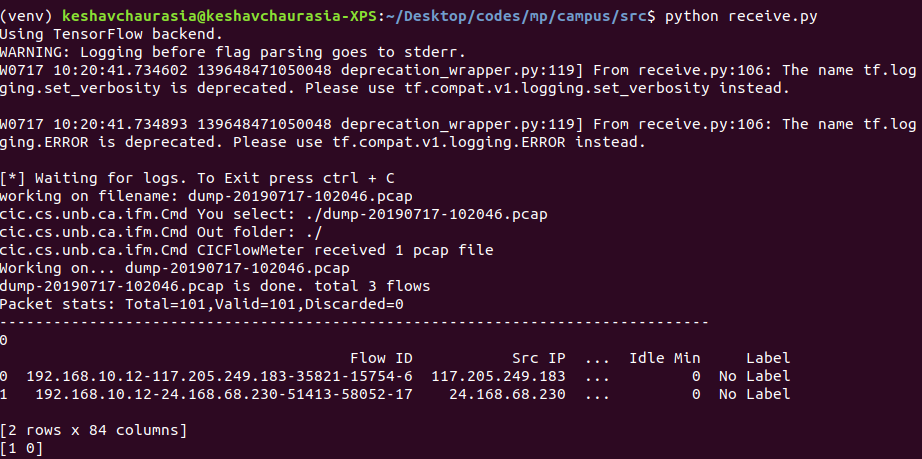 (venv) keshavchaurasia@keshavchaurasia-XPS:~/Desktop/codes/mp/campus/src$ python receive.py
Using TensorFlow backend.
WARNING: Logging before flag parsing goes to stderr.
W0717 10:20:41.734602 139648471050048 deprecation_wrapper.py:119] From receive.py:106: The name tf.log
ging.set_verbosity is deprecated. Please use tf.compat.v1.logging.set_verbosity instead.
W0717 10:20:41.734893 139648471050048 deprecation_wrapper.py:119] From receive.py:106: The name tf.log
ging.ERROR is deprecated. Please use tf.compat.v1.logging.ERROR instead.
[*] Waiting for logs. To Exit press ctrl + C
working on filename: dump-20190717-102046.pcap
cic.cs.unb.ca.ifm.Cmd You select: ./dump-20190717-102046.pcap
cic.cs.unb.ca.ifm.Cmd Out folder: ./
cic.cs.unb.ca.ifm.Cmd CICFlowMeter received 1 pcap file
Working on... dump-20190717-102046.pcap
dump-20190717-102046.pcap is done. total 3 flows
Packet stats: Total=101,Valid=101,Discarded=0
-------------------------------------------------------------------------------
0
Flow ID Src IP ... Idle Min Label
0 192.168.10.12-117.205.249.183-35821-15754-6 117.205.249.183 ... 0 No Label
1 192.168.10.12-24.168.68.230-51413-58052-17 24.168.68.230 ... 0 No Label
[2 rows x 84 columns]
[1 0]